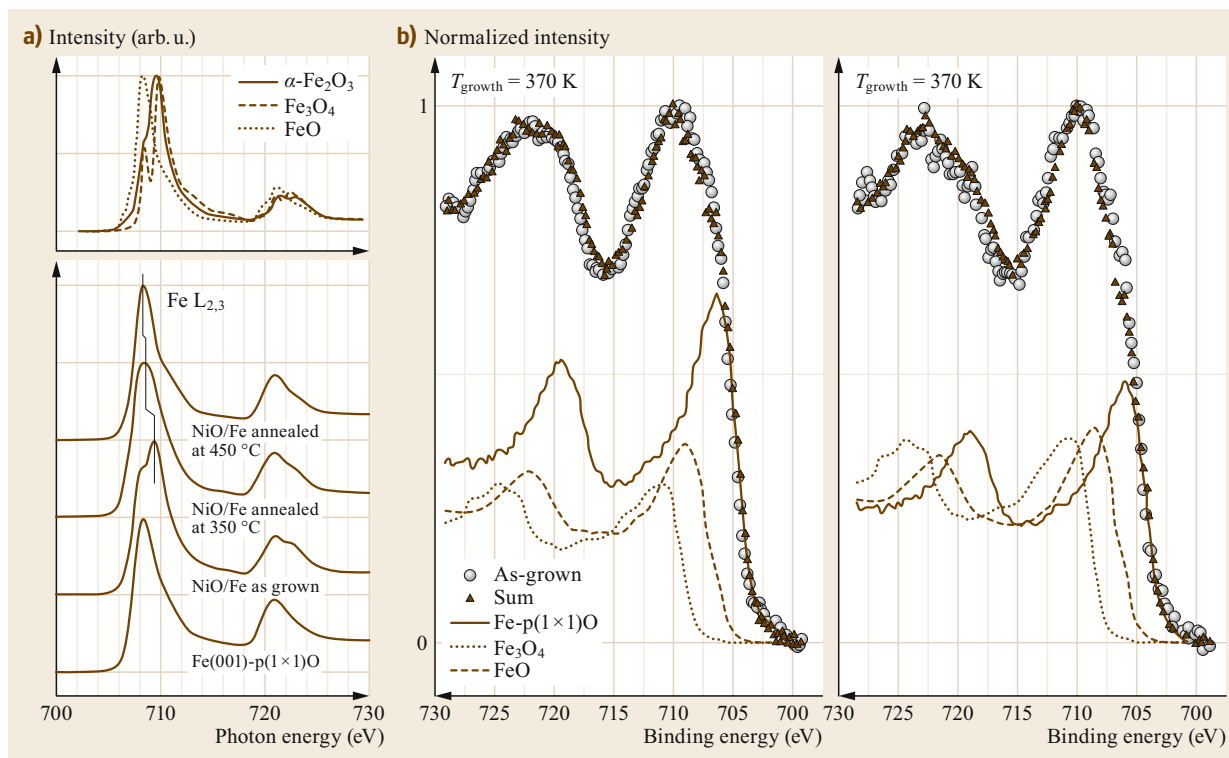 a) Intensity (arb. u.)
α-Fe2O3
Fe3O4
FeO
Fe L2,3
NiO/Fe annealed
at 450 °C
NiO/Fe annealed
at 350 °C
NiO/Fe as grown
Fe(001)-p(1×1)O
700 710 720 730
Photon energy (eV)
b) Normalized intensity
Tgrowth = 370 K
1
0
As-grown
Sum
Fe-p(1×1)O
Fe3O4
FeO
730 725 720 715 710 705 700
Binding energy (eV)
Tgrowth = 370 K
730 725 720 715 710 705 700
Binding energy (eV)